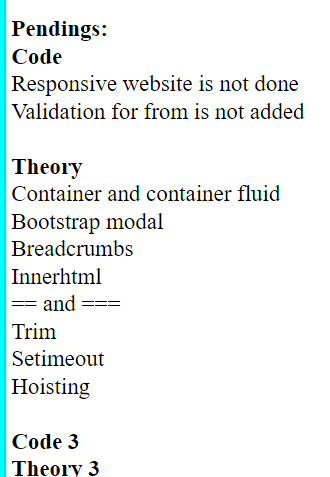 Pendings:
Code
Responsive website is not done
Validation for from is not added
Theory
Container and container fluid
Bootstrap modal
Breadcrumbs
Innerhtml
== and ===
Trim
Setimeout
Hoisting
Code 3
Theory 3